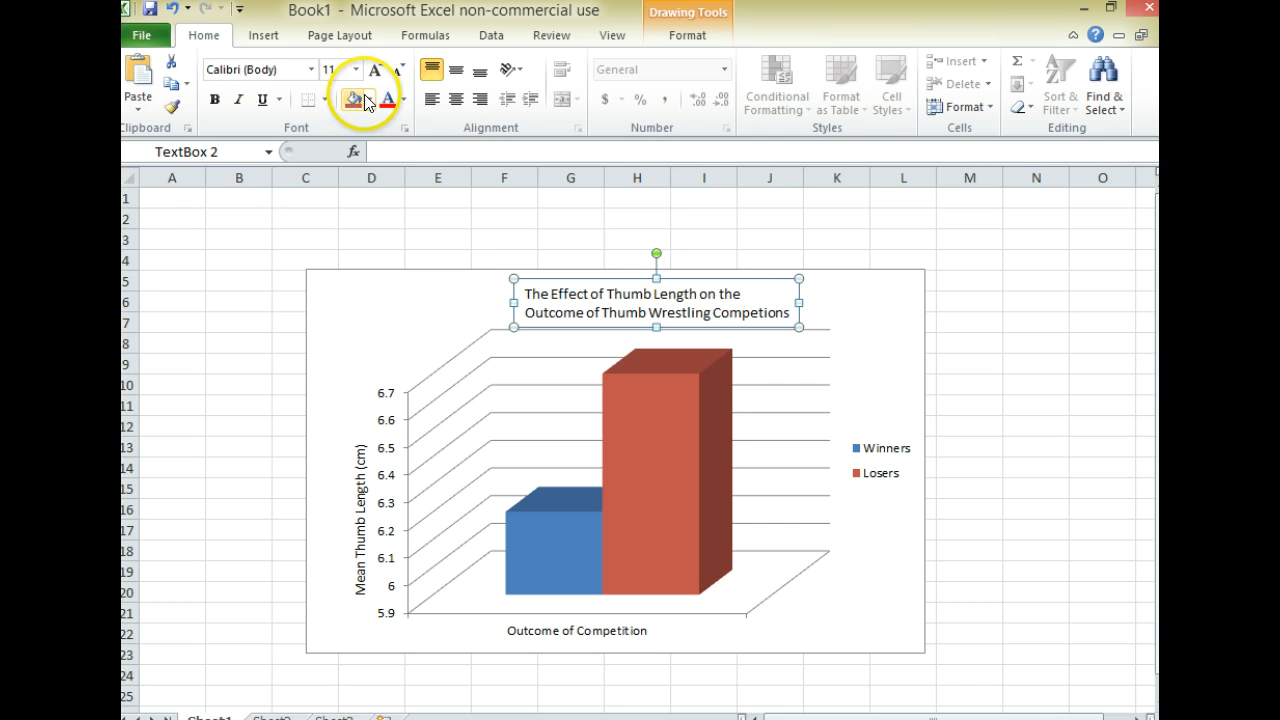 Book1 - Microsoft Excel non-commercial use
Drawing Tools
File Home Insert Page Layout Formulas Data Review View Format
Paste
Clipboard
Calibri (Body) 11
B I U A
Font
Alignment
General
$ % ,
Number
Conditional Formatting
Format as Table
Cell Styles
Styles
Insert
Delete
Format
Cells
Sort & Filter
Find & Select
Editing
TextBox 2
fx
A B C D E F G H I J K L M N O
1
2
3
4
5
6
7
8
9
10
11
12
13
14
15
16
17
18
19
20
21
22
23
24
25
The Effect of Thumb Length on the
Outcome of Thumb Wrestling Competions
Mean Thumb Length (cm)
6.7
6.6
6.5
6.4
6.3
6.2
6.1
6
5.9
Outcome of Competition
Winners
Losers
Sheet1 Sheet2 Sheet3